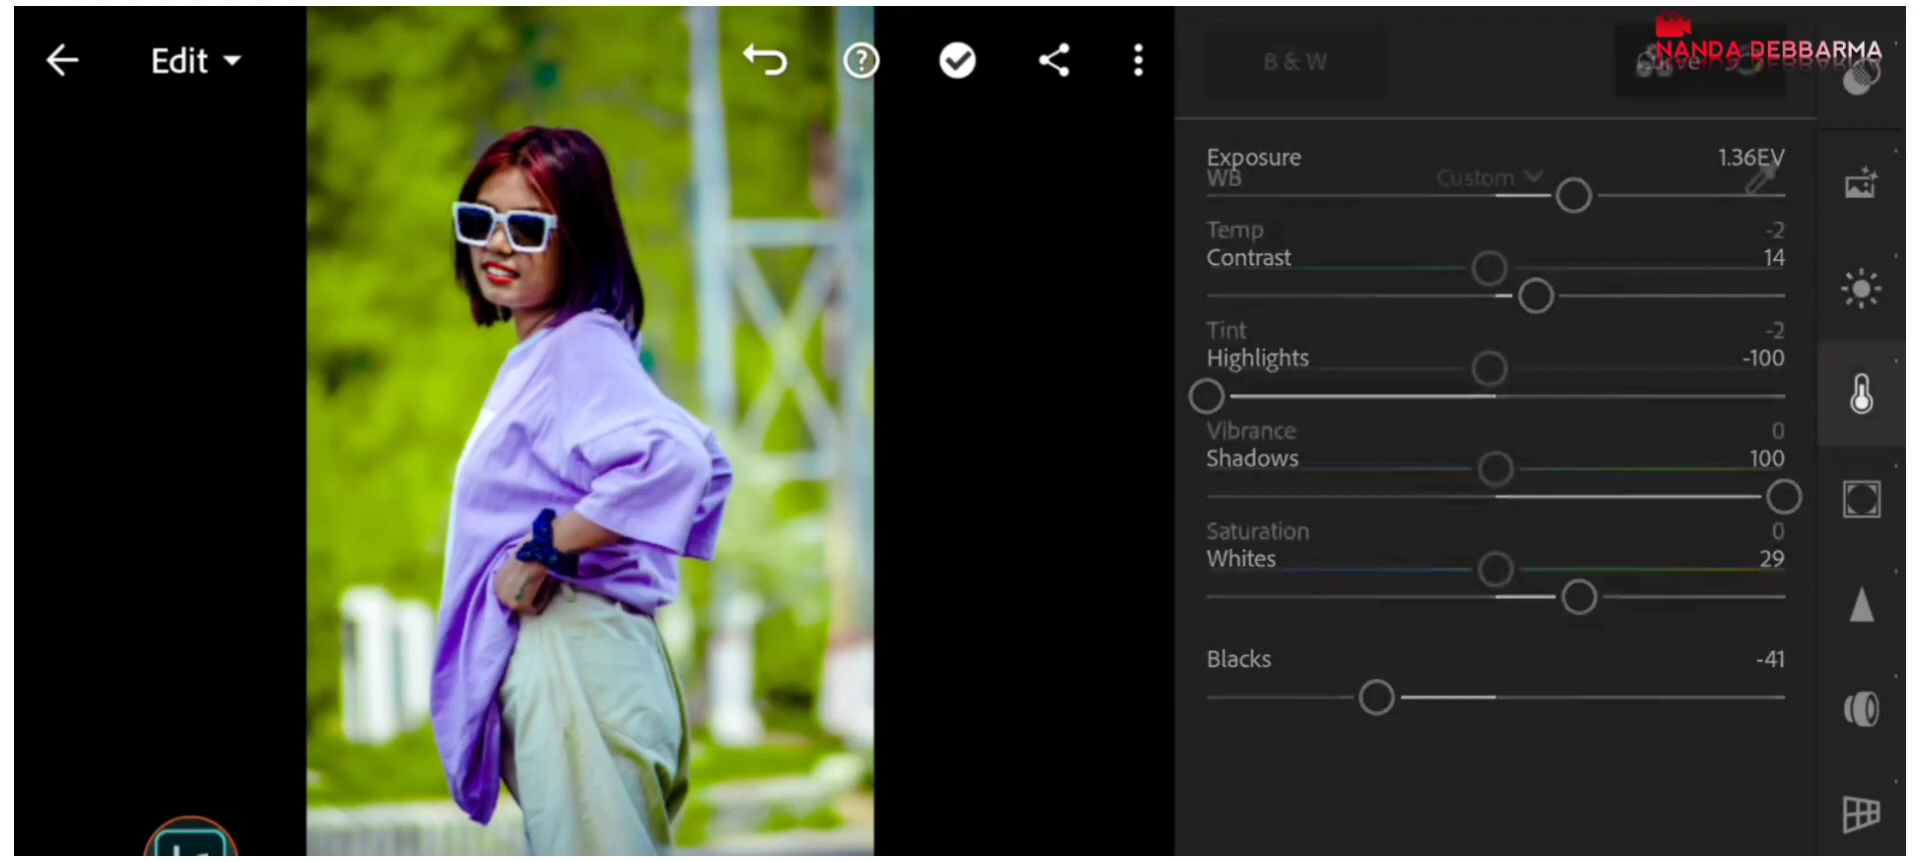 Edit
B & W
NANDA DEBBARMA
Exposure 1.36EV
WB Custom
Temp -2
Contrast 14
Tint -2
Highlights -100
Vibrance 0
Shadows 100
Saturation 0
Whites 29
Blacks -41